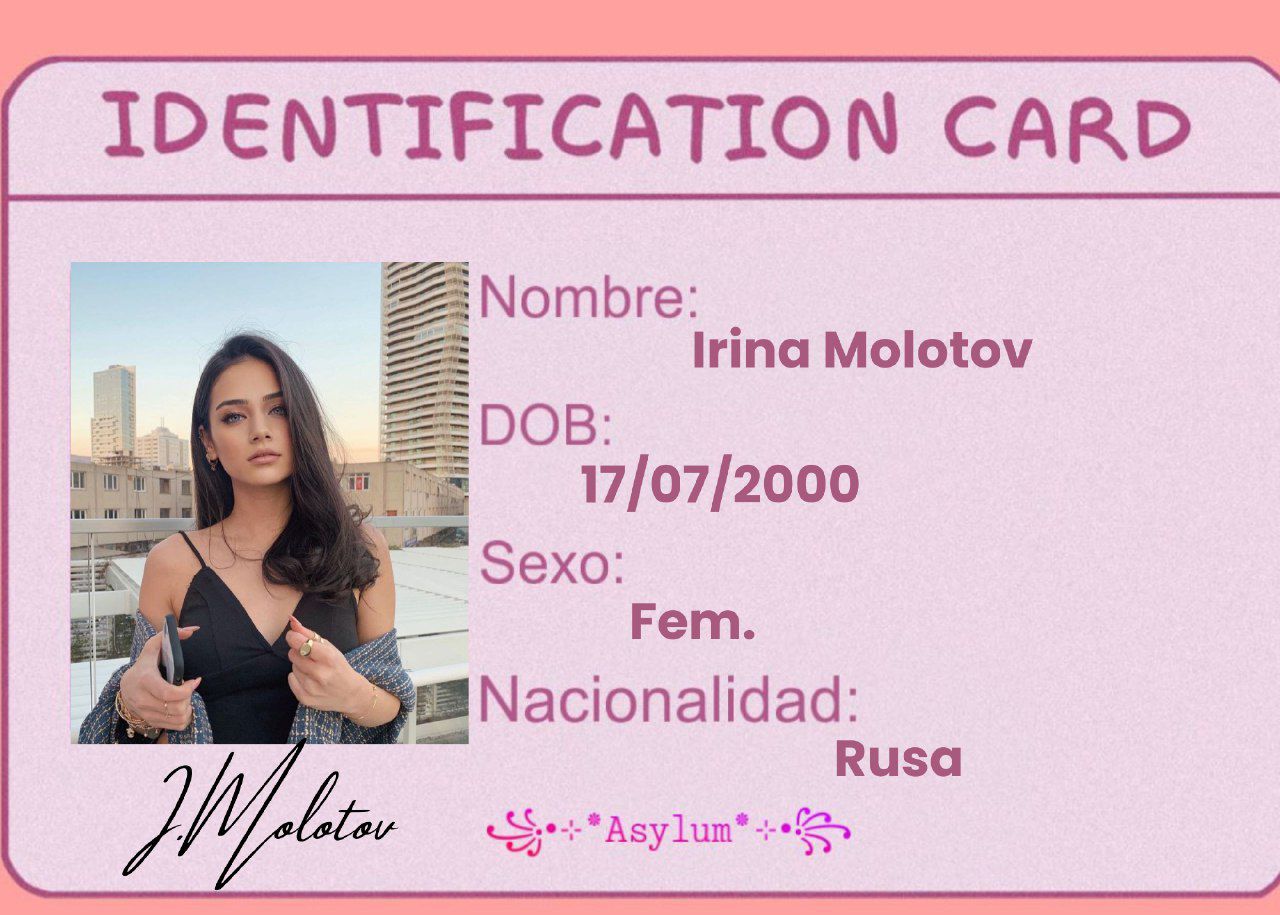 IDENTIFICATION CARD
Nombre:
Irina Molotov
DOB:
17/07/2000
Sexo:
Fem.
Nacionalidad:
Rusa
J.Molotov
*Asylum*